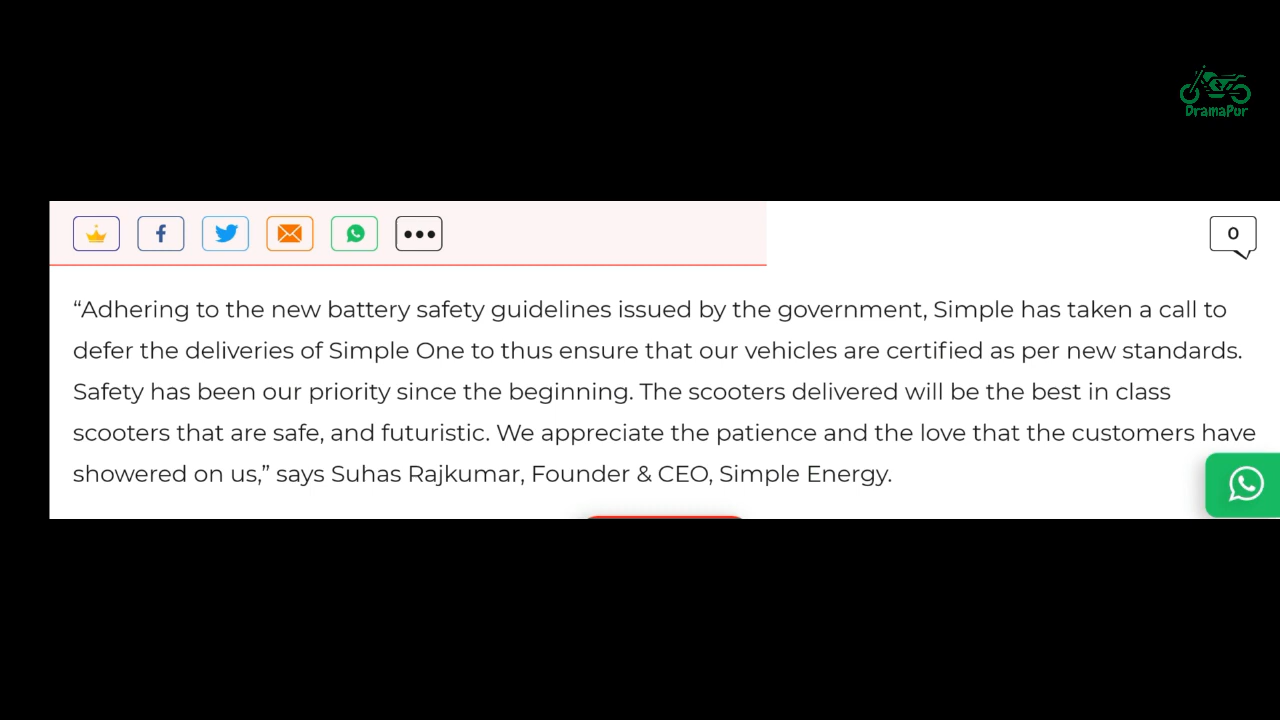 DramaPur
0
“Adhering to the new battery safety guidelines issued by the government, Simple has taken a call to
defer the deliveries of Simple One to thus ensure that our vehicles are certified as per new standards.
Safety has been our priority since the beginning. The scooters delivered will be the best in class
scooters that are safe, and futuristic. We appreciate the patience and the love that the customers have
showered on us,” says Suhas Rajkumar, Founder & CEO, Simple Energy.